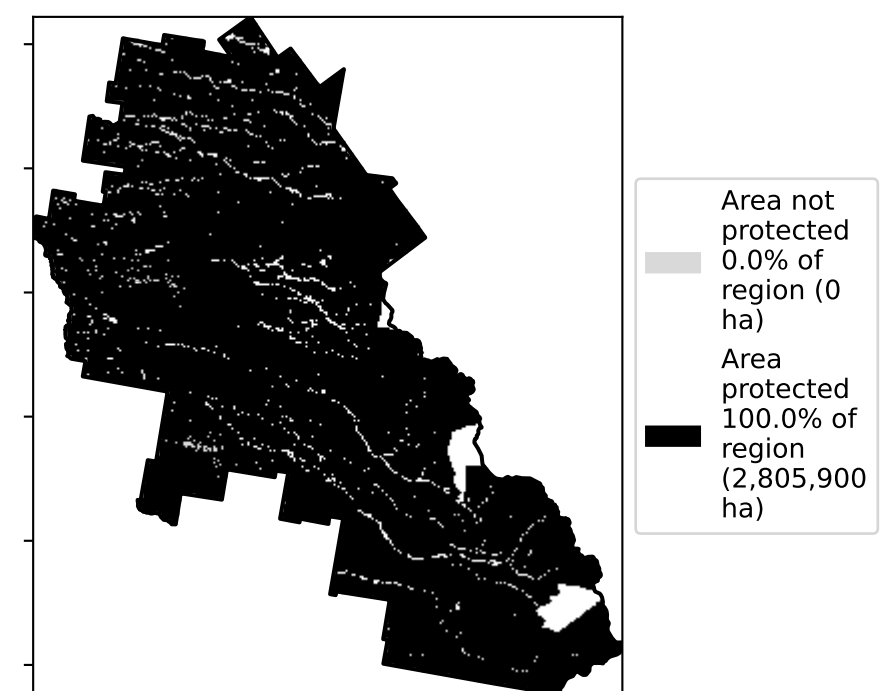 Area not
protected
0.0% of
region (0
ha)
Area
protected
100.0% of
region
(2,805,900
ha)